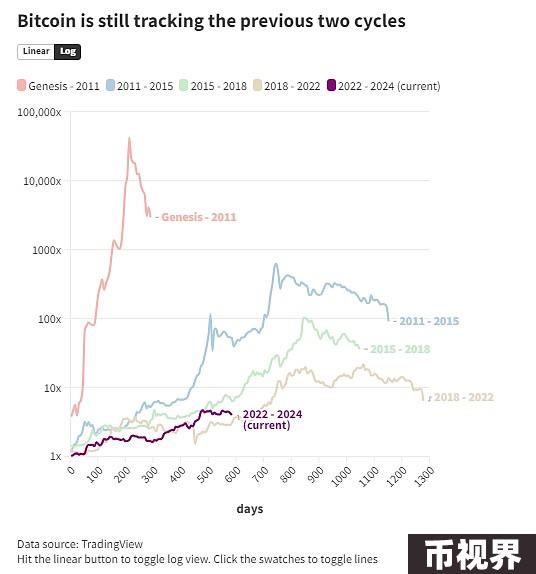 Bitcoin is still tracking the previous two cycles
Linear Log
Genesis - 2011 2011 - 2015 2015 - 2018 2018 - 2022 2022 - 2024 (current)
100,000x
10,000x
1000x
100x
10x
1x
Genesis - 2011
2011 - 2015
2015 - 2018
2018 - 2022
2022 - 2024
(current)
0 100 200 300 400 500 600 700 800 900 1000 1100 1200 1300
days
Data source: TradingView
Hit the linear button to toggle log view. Click the swatches to toggle lines
币视界